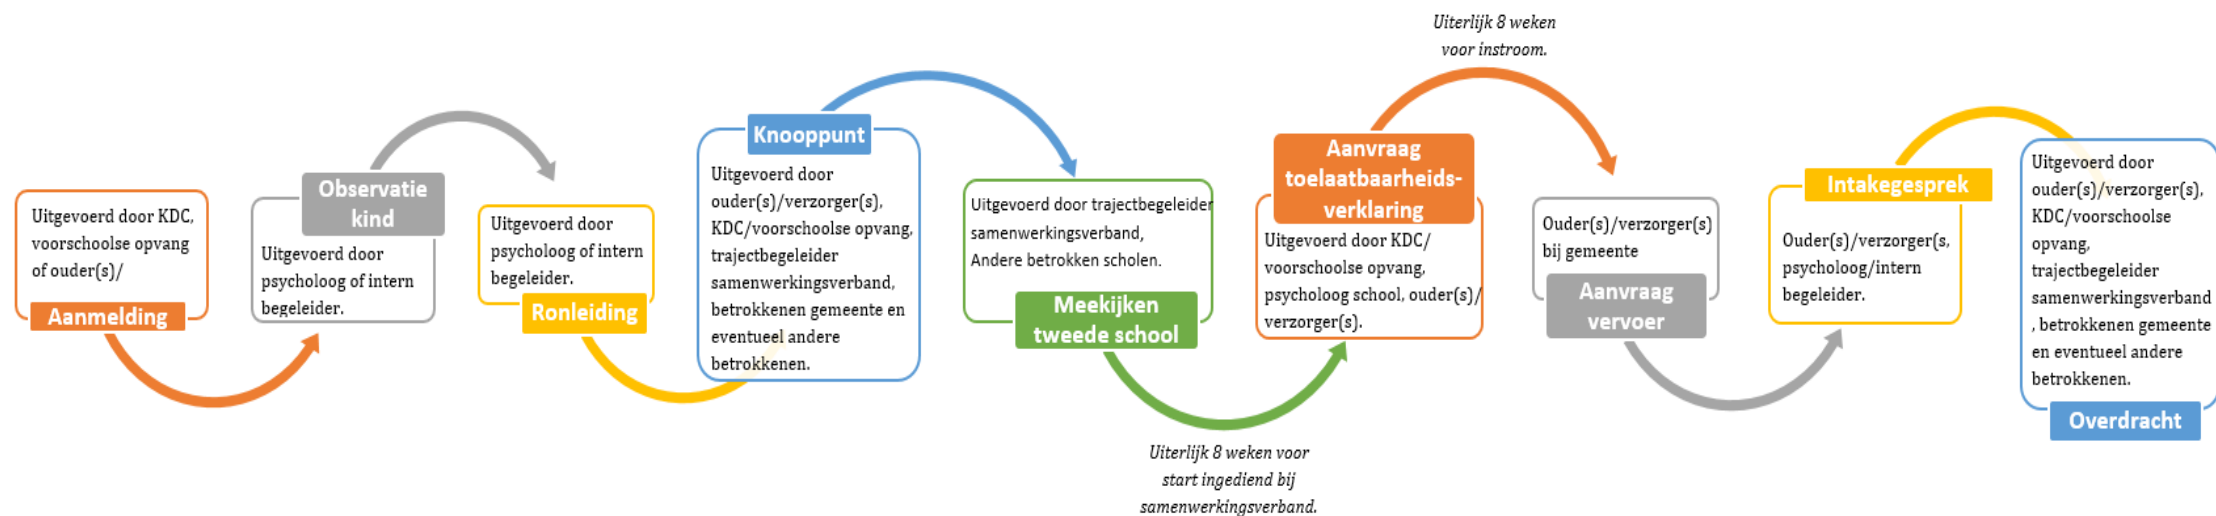 Uitgevoerd door KDC,
voorschoolse opvang
of ouder(s)/
Aanmelding
Observatie
kind
Uitgevoerd door
psycholoog of intern
begeleider.
Uitgevoerd door
psycholoog of intern
begeleider.
Ronleiding
Knooppunt
Uitgevoerd door
ouder(s)/verzorger(s),
KDC/voorschoolse opvang,
trajectbegeleider
samenwerkingsverband,
betrokkenen gemeente en
eventueel andere
betrokkenen.
Uitgevoerd door trajectbegeleider
samenwerkingsverband,
Andere betrokken scholen.
Meekijken
tweede school
Uiterlijk 8 weken voor
start ingediend bij
samenwerkingsverband.
Aanvraag
toelaatbaarheids-
verklaring
Uitgevoerd door KDC/
voorschoolse opvang,
psycholoog school, ouder(s)/
verzorger(s).
Uiterlijk 8 weken
voor instroom.
Ouder(s)/verzorger(s)
bij gemeente
Aanvraag
vervoer
Intakegesprek
Ouder(s)/verzorger(s,
psycholoog/intern
begeleider.
Uitgevoerd door
ouder(s)/verzorger(s),
KDC/voorschoolse
opvang,
trajectbegeleider
samenwerkingsverband
, betrokkenen gemeente
en eventueel andere
betrokkenen.
Overdracht